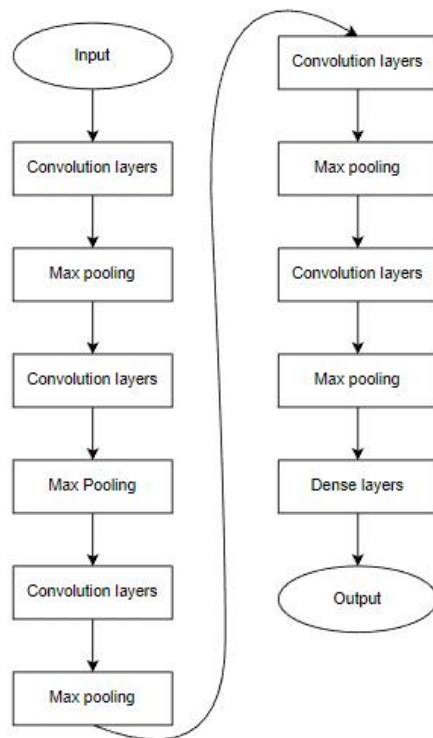 Input
Convolution layers
Max pooling
Convolution layers
Max Pooling
Convolution layers
Max pooling
Convolution layers
Max pooling
Convolution layers
Max pooling
Dense layers
Output